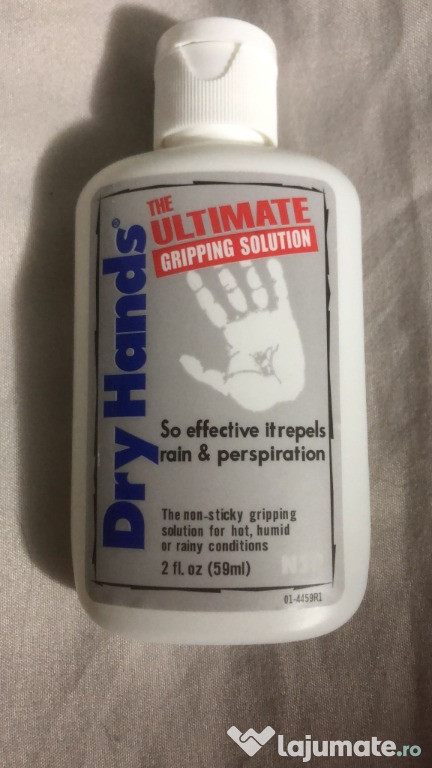 Dry Hands®
THE
ULTIMATE
GRIPPING SOLUTION
So effective it repels
rain & perspiration
The non-sticky gripping
solution for hot, humid
or rainy conditions
2 fl. oz (59ml)
01-4459R1
lajumate.ro